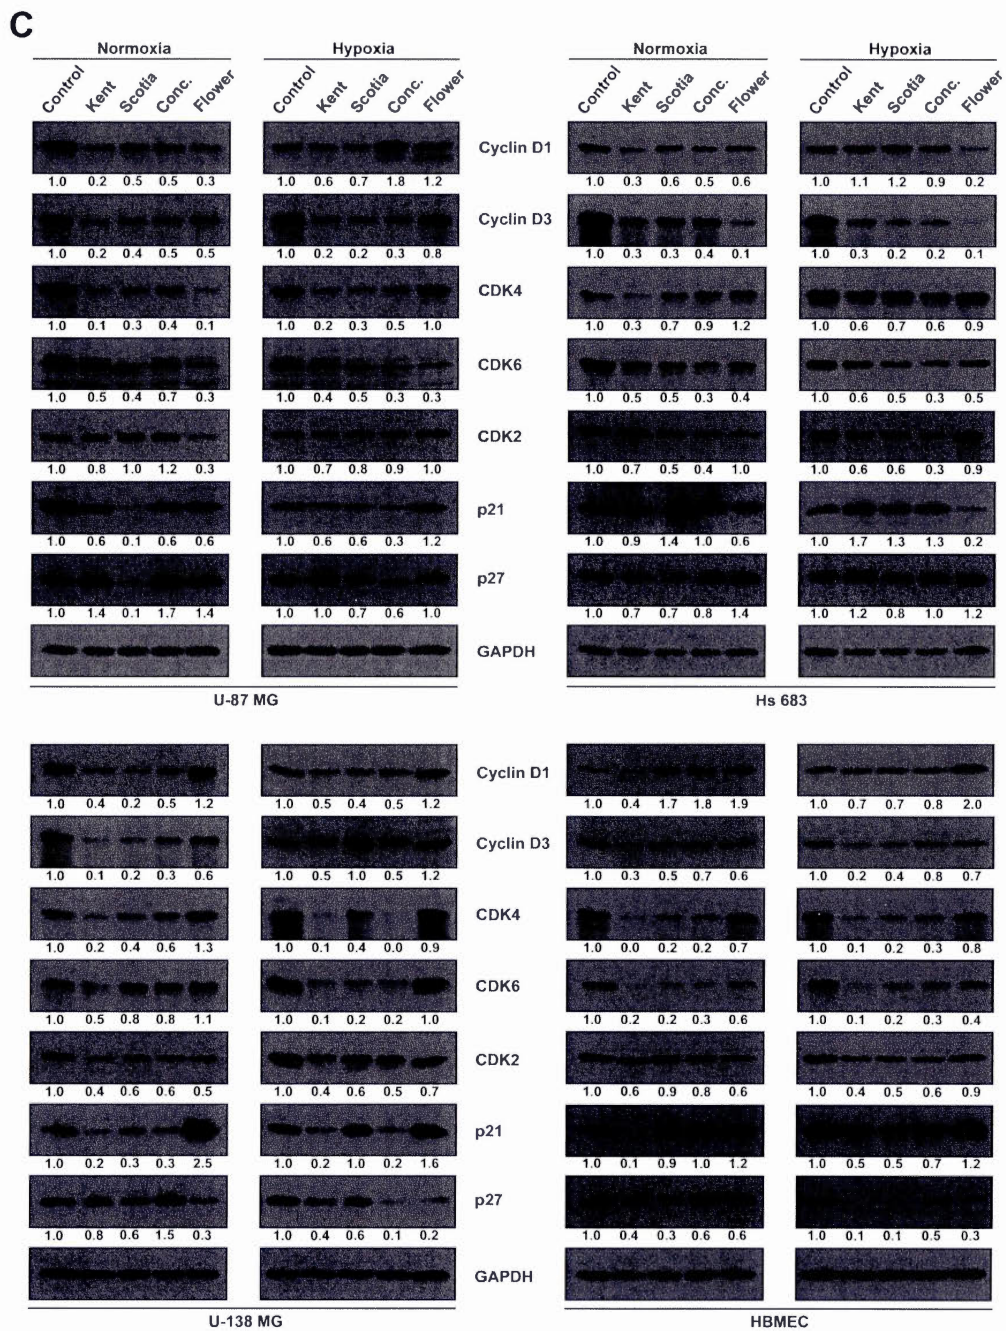 C
Normoxia Hypoxia Normoxia Hypoxia
Control Kent Scotia Conc. Flower Control Kent Scotia Conc. Flower Control Kent Scotia Conc. Flower Control Kent Scotia Conc. Flower
Cyclin D1
1.0 0.2 0.5 0.5 0.3 1.0 0.6 0.7 1.8 1.2 1.0 0.3 0.6 0.5 0.6 1.0 1.1 1.2 0.9 0.2
Cyclin D3
1.0 0.2 0.4 0.5 0.5 1.0 0.2 0.2 0.3 0.8 1.0 0.3 0.3 0.4 0.1 1.0 0.3 0.2 0.2 0.1
CDK4
1.0 0.1 0.3 0.4 0.1 1.0 0.2 0.3 0.5 1.0 1.0 0.3 0.7 0.9 1.2 1.0 0.6 0.7 0.6 0.9
CDK6
1.0 0.5 0.4 0.7 0.3 1.0 0.4 0.5 0.3 0.3 1.0 0.5 0.5 0.3 0.4 1.0 0.6 0.5 0.3 0.5
CDK2
1.0 0.8 1.0 1.2 0.3 1.0 0.7 0.8 0.9 1.0 1.0 0.7 0.5 0.4 1.0 1.0 0.6 0.6 0.3 0.9
p21
1.0 0.6 0.1 0.6 0.6 1.0 0.6 0.6 0.3 1.2 1.0 0.9 1.4 1.0 0.6 1.0 1.7 1.3 1.3 0.2
p27
1.0 1.4 0.1 1.7 1.4 1.0 1.0 0.7 0.6 1.0 1.0 0.7 0.7 0.8 1.4 1.0 1.2 0.8 1.0 1.2
GAPDH
U-87 MG Hs 683
Cyclin D1
1.0 0.4 0.2 0.5 1.2 1.0 0.5 0.4 0.5 1.2 1.0 0.4 1.7 1.8 1.9 1.0 0.7 0.7 0.8 2.0
Cyclin D3
1.0 0.1 0.2 0.3 0.6 1.0 0.5 1.0 0.5 1.2 1.0 0.3 0.5 0.7 0.6 1.0 0.2 0.4 0.8 0.7
CDK4
1.0 0.2 0.4 0.6 1.3 1.0 0.1 0.4 0.0 0.9 1.0 0.0 0.2 0.2 0.7 1.0 0.1 0.2 0.3 0.8
CDK6
1.0 0.5 0.8 0.8 1.1 1.0 0.1 0.2 0.2 1.0 1.0 0.2 0.2 0.3 0.6 1.0 0.1 0.2 0.3 0.4
CDK2
1.0 0.4 0.6 0.6 0.5 1.0 0.4 0.6 0.5 0.7 1.0 0.6 0.9 0.8 0.6 1.0 0.4 0.5 0.6 0.9
p21
1.0 0.2 0.3 0.3 2.5 1.0 0.2 1.0 0.2 1.6 1.0 0.1 0.9 1.0 1.2 1.0 0.5 0.5 0.7 1.2
p27
1.0 0.8 0.6 1.5 0.3 1.0 0.4 0.6 0.1 0.2 1.0 0.4 0.3 0.6 0.6 1.0 0.1 0.1 0.5 0.3
GAPDH
U-138 MG HBMEC